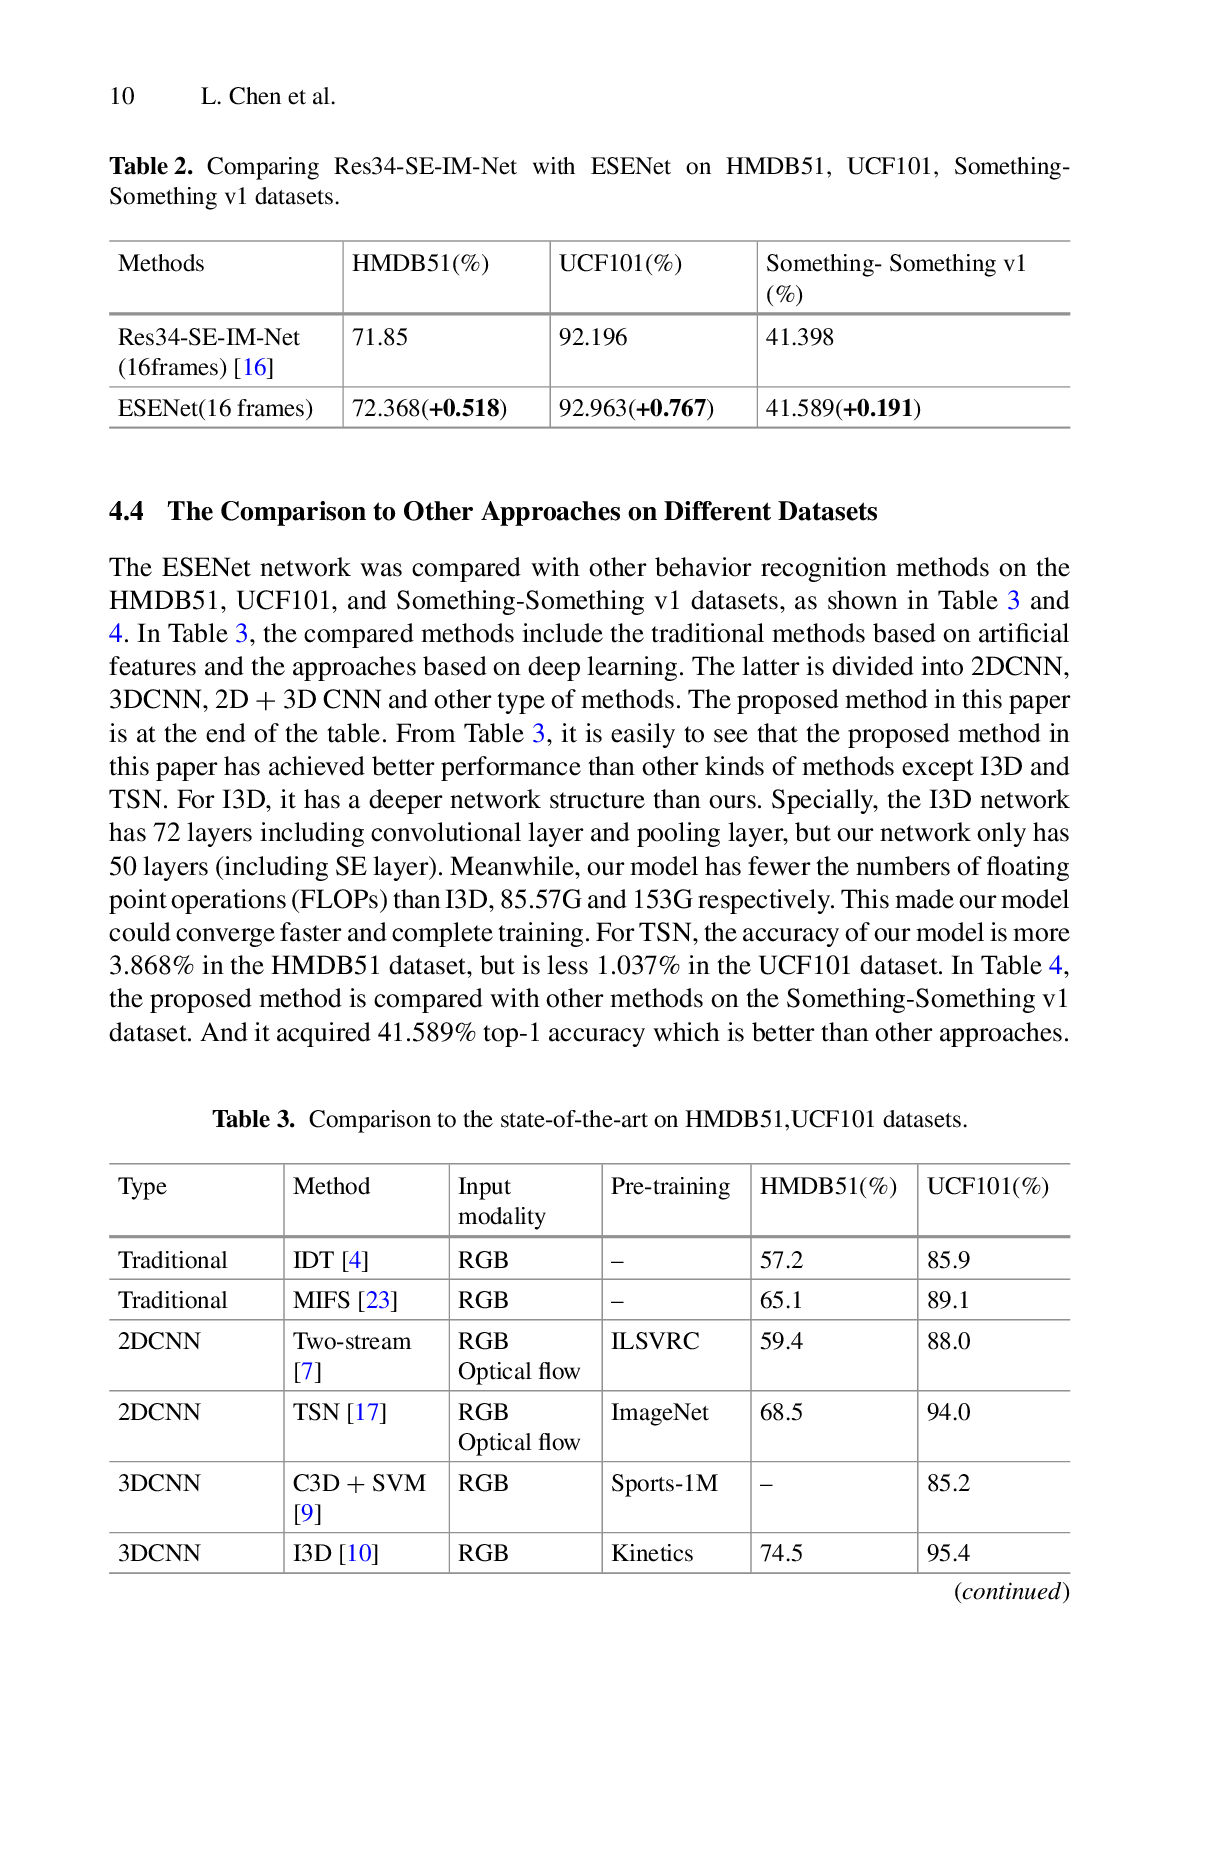 10 L. Chen et al.
Table 2. Comparing Res34-SE-IM-Net with ESENet on HMDB51, UCF101, Something-
Something v1 datasets.
Methods HMDB51(%) UCF101(%) Something- Something v1
(%)
Res34-SE-IM-Net 71.85 92.196 41.398
(16frames) [16]
ESENet(16 frames) 72.368(+0.518) 92.963(+0.767) 41.589(+0.191)
4.4 The Comparison to Other Approaches on Different Datasets
The ESENet network was compared with other behavior recognition methods on the
HMDB51, UCF101, and Something-Something v1 datasets, as shown in Table 3 and
4. In Table 3, the compared methods include the traditional methods based on artificial
features and the approaches based on deep learning. The latter is divided into 2DCNN,
3DCNN, 2D + 3D CNN and other type of methods. The proposed method in this paper
is at the end of the table. From Table 3, it is easily to see that the proposed method in
this paper has achieved better performance than other kinds of methods except I3D and
TSN. For I3D, it has a deeper network structure than ours. Specially, the I3D network
has 72 layers including convolutional layer and pooling layer, but our network only has
50 layers (including SE layer). Meanwhile, our model has fewer the numbers of floating
point operations (FLOPs) than I3D, 85.57G and 153G respectively. This made our model
could converge faster and complete training. For TSN, the accuracy of our model is more
3.868% in the HMDB51 dataset, but is less 1.037% in the UCF101 dataset. In Table 4,
the proposed method is compared with other methods on the Something-Something v1
dataset. And it acquired 41.589% top-1 accuracy which is better than other approaches.
Table 3. Comparison to the state-of-the-art on HMDB51,UCF101 datasets.
Type Method Input Pre-training HMDB51(%) UCF101(%)
modality
Traditional IDT [4] RGB – 57.2 85.9
Traditional MIFS [23] RGB – 65.1 89.1
2DCNN Two-stream RGB ILSVRC 59.4 88.0
[7] Optical flow
2DCNN TSN [17] RGB ImageNet 68.5 94.0
Optical flow
3DCNN C3D + SVM RGB Sports-1M – 85.2
[9]
3DCNN I3D [10] RGB Kinetics 74.5 95.4
(continued)